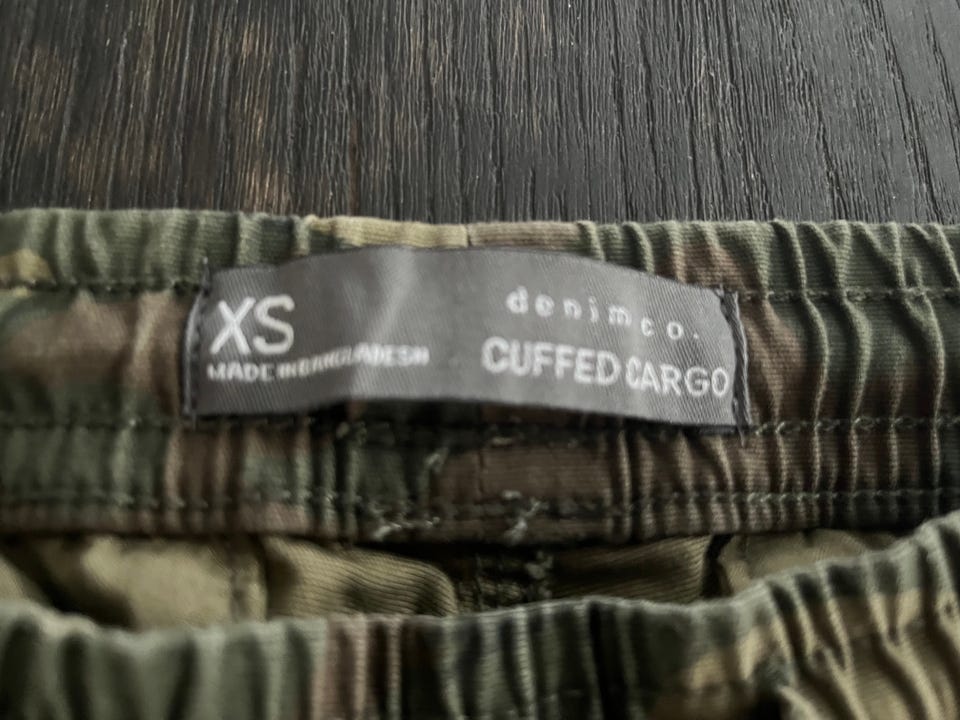 XS
MADE IN BANGLADESH
denim co.
CUFFED CARGO